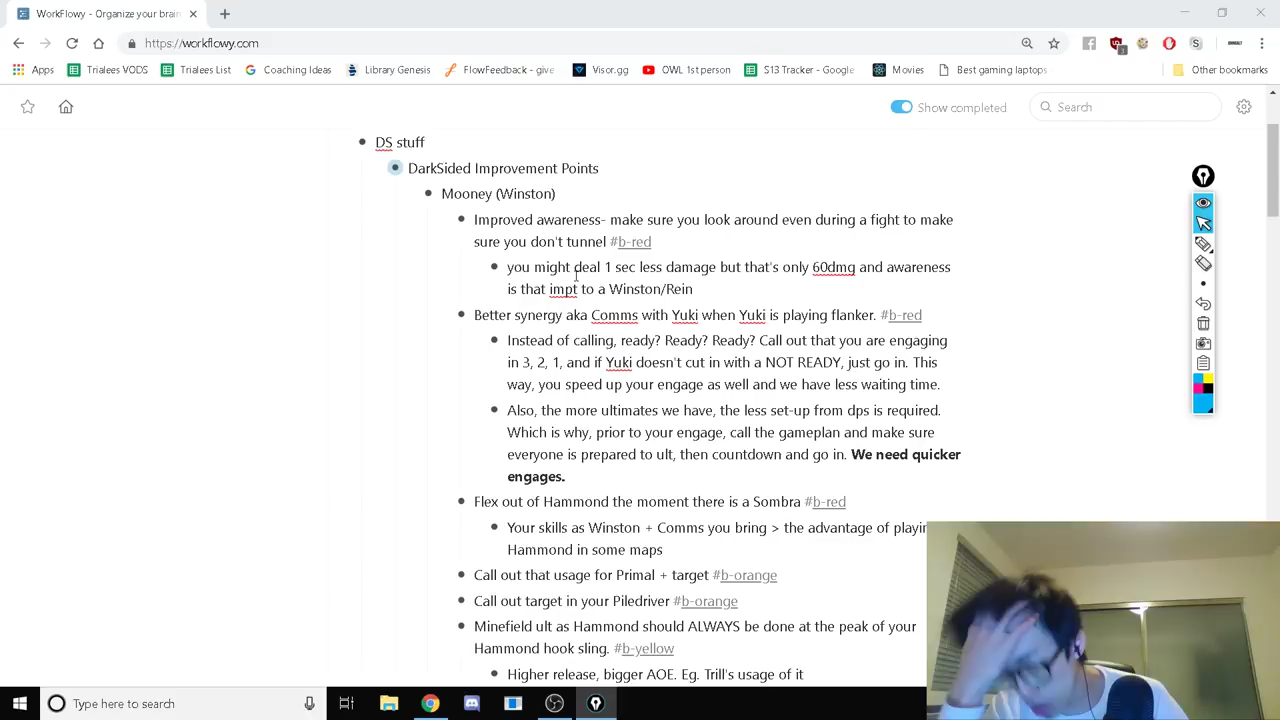 WorkFlowy - Organize your brain
https://workflowy.com
Apps
Trialees VODS
Trialees List
Coaching Ideas
Library Genesis
FlowFeedback - give
Visor.gg
OWL 1st person
S13 Tracker - Google
Movies
Best gaming laptops
Other bookmarks
Show completed
Search
DS stuff
DarkSided Improvement Points
Mooney (Winston)
Improved awareness- make sure you look around even during a fight to make
sure you don't tunnel #b-red
you might deal 1 sec less damage but that's only 60dmg and awareness
is that impt to a Winston/Rein
Better synergy aka Comms with Yuki when Yuki is playing flanker. #b-red
Instead of calling, ready? Ready? Ready? Call out that you are engaging
in 3, 2, 1, and if Yuki doesn't cut in with a NOT READY, just go in. This
way, you speed up your engage as well and we have less waiting time.
Also, the more ultimates we have, the less set-up from dps is required.
Which is why, prior to your engage, call the gameplan and make sure
everyone is prepared to ult, then countdown and go in. We need quicker
engages.
Flex out of Hammond the moment there is a Sombra #b-red
Your skills as Winston + Comms you bring > the advantage of playin
Hammond in some maps
Call out that usage for Primal + target #b-orange
Call out target in your Piledriver #b-orange
Minefield ult as Hammond should ALWAYS be done at the peak of your
Hammond hook sling. #b-yellow
Higher release, bigger AOE. Eg. Trill's usage of it
Type here to search